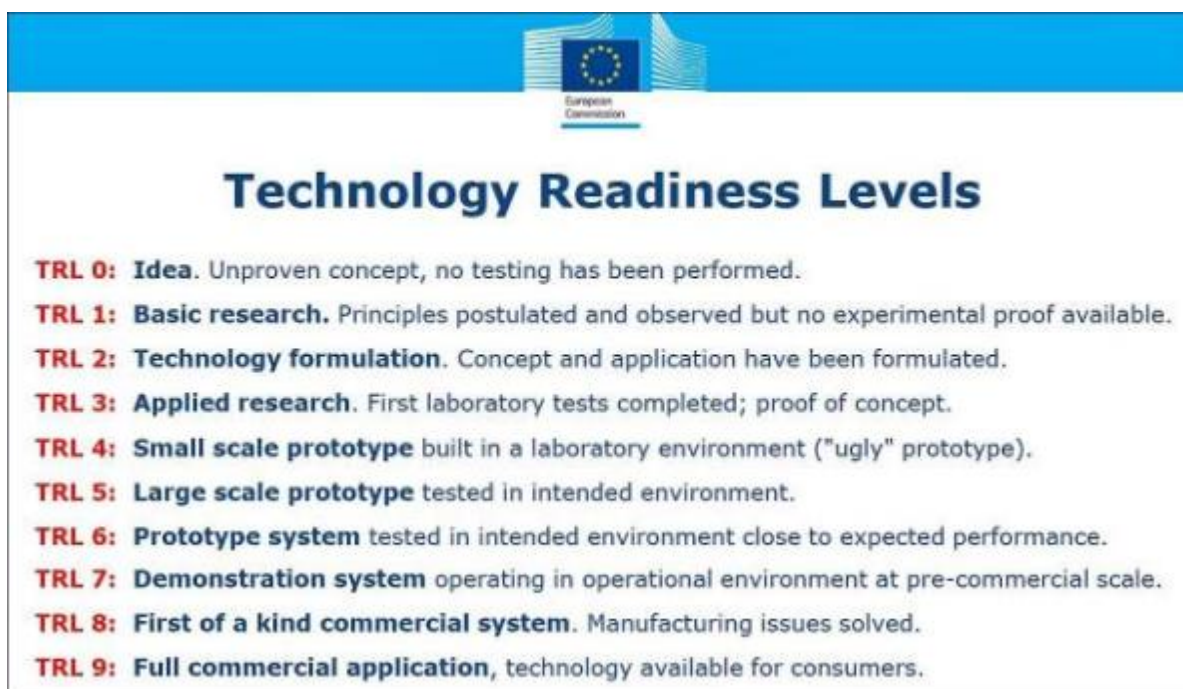 European
Commission
Technology Readiness Levels
TRL 0: Idea. Unproven concept, no testing has been performed.
TRL 1: Basic research. Principles postulated and observed but no experimental proof available.
TRL 2: Technology formulation. Concept and application have been formulated.
TRL 3: Applied research. First laboratory tests completed; proof of concept.
TRL 4: Small scale prototype built in a laboratory environment ("ugly" prototype).
TRL 5: Large scale prototype tested in intended environment.
TRL 6: Prototype system tested in intended environment close to expected performance.
TRL 7: Demonstration system operating in operational environment at pre-commercial scale.
TRL 8: First of a kind commercial system. Manufacturing issues solved.
TRL 9: Full commercial application, technology available for consumers.